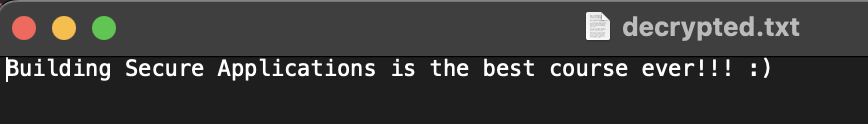 decrypted.txt
Building Secure Applications is the best course ever!!! :)